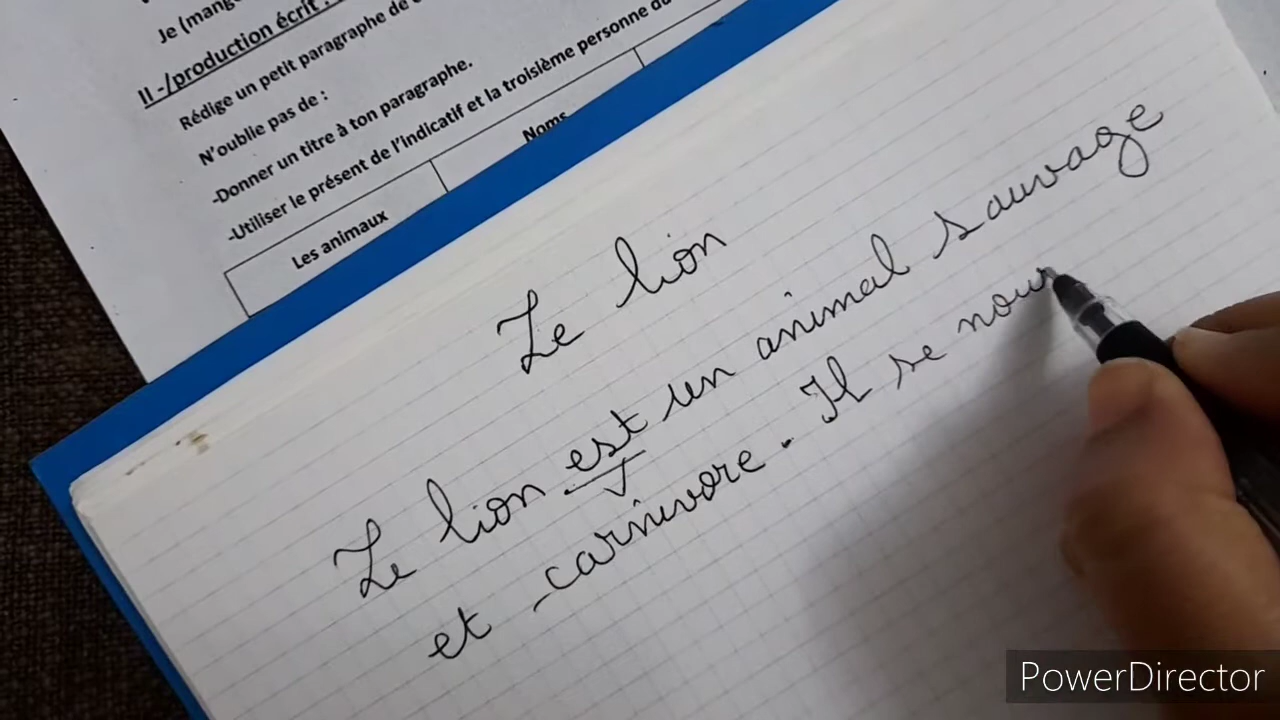 Je (mang
II -/production écrit :
Rédige un petit paragraphe de
N'oublie pas de :
-Donner un titre à ton paragraphe.
-Utiliser le présent de l'indicatif et la troisième personne du
Les animaux
Noms
Le lion
Le lion est un animal sauvage
et carnivore. Il se nour
PowerDirector